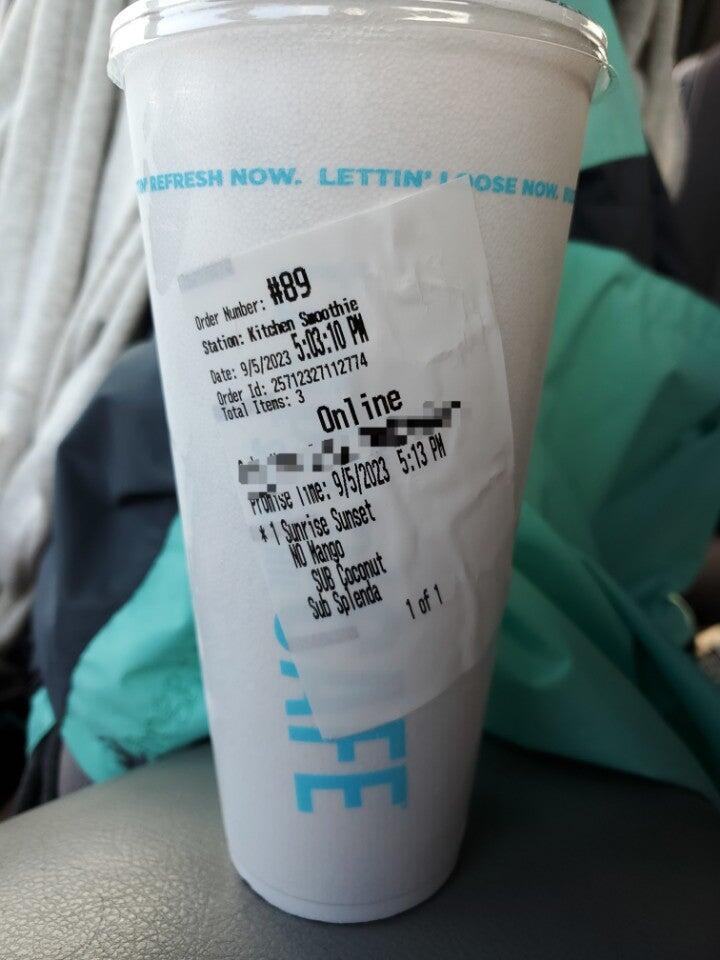 REFRESH NOW. LETTIN' LOOSE NOW.
Order Number: #89
Station: Kitchen Smoothie
Date: 9/5/2023 5:03:10 PM
Order Id: 25712327112774
Total Items: 3
Online
Promise Time: 9/5/2023 5:13 PM
* 1 Sunrise Sunset
NO Mango
SUB Coconut
Sub Splenda
1 of 1
AFE